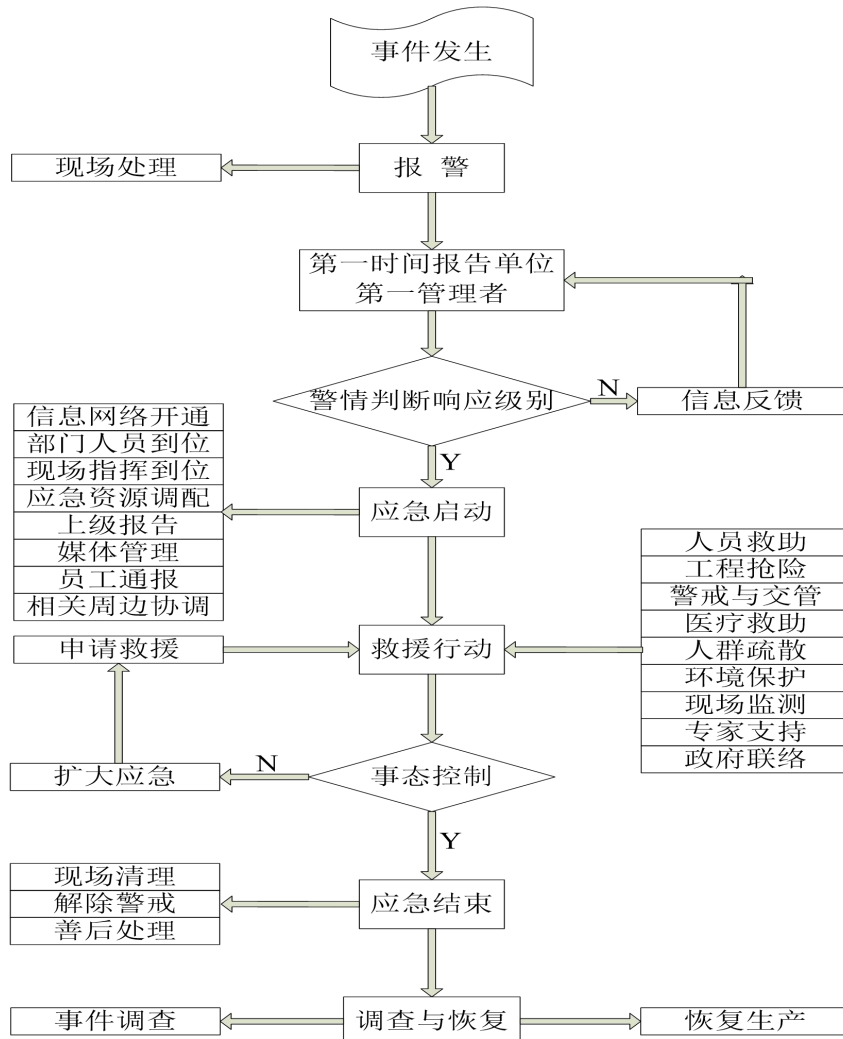 事件发生
现场处理
报 警
第一时间报告单位
第一管理者
警情判断响应级别
N
信息反馈
信息网络开通
部门人员到位
现场指挥到位
应急资源调配
上级报告
媒体管理
员工通报
相关周边协调
Y
应急启动
人员救助
工程抢险
警戒与交管
医疗救助
人群疏散
环境保护
现场监测
专家支持
政府联络
申请救援
救援行动
扩大应急
N
事态控制
Y
现场清理
解除警戒
善后处理
应急结束
事件调查
调查与恢复
恢复生产